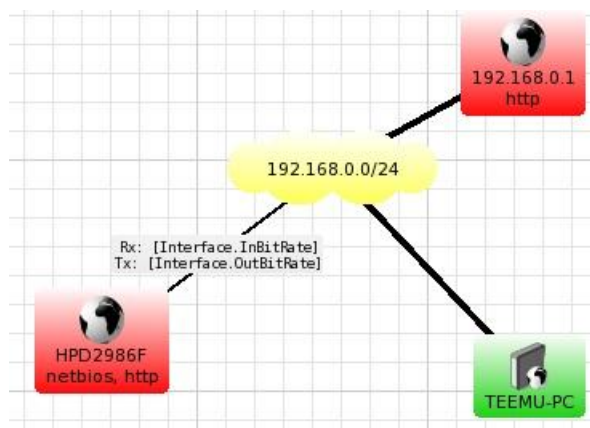 192.168.0.1
http
192.168.0.0/24
Rx: [Interface.InBitRate]
Tx: [Interface.OutBitRate]
HPD2986F
netbios, http
TEEMU-PC